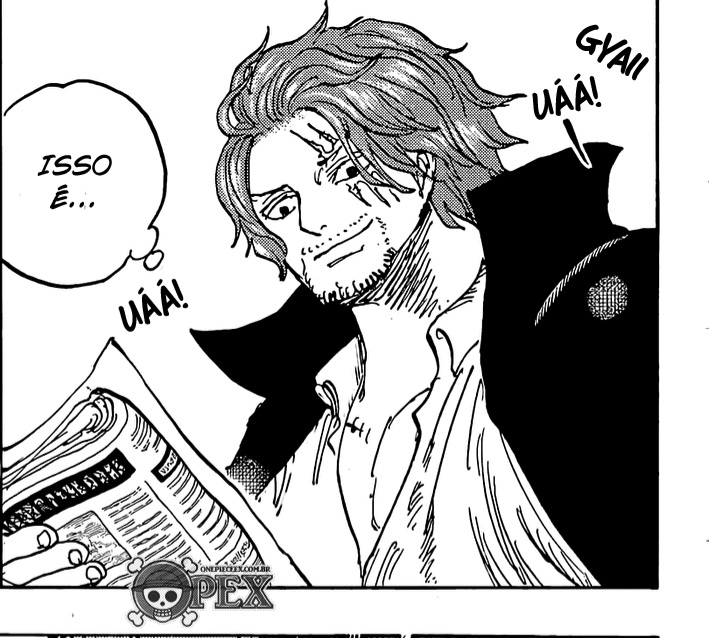 GYAII
UÁÁ!
ISSO
É...
UÁÁ!
ONEPIECEEX.COM.BR
OPEX